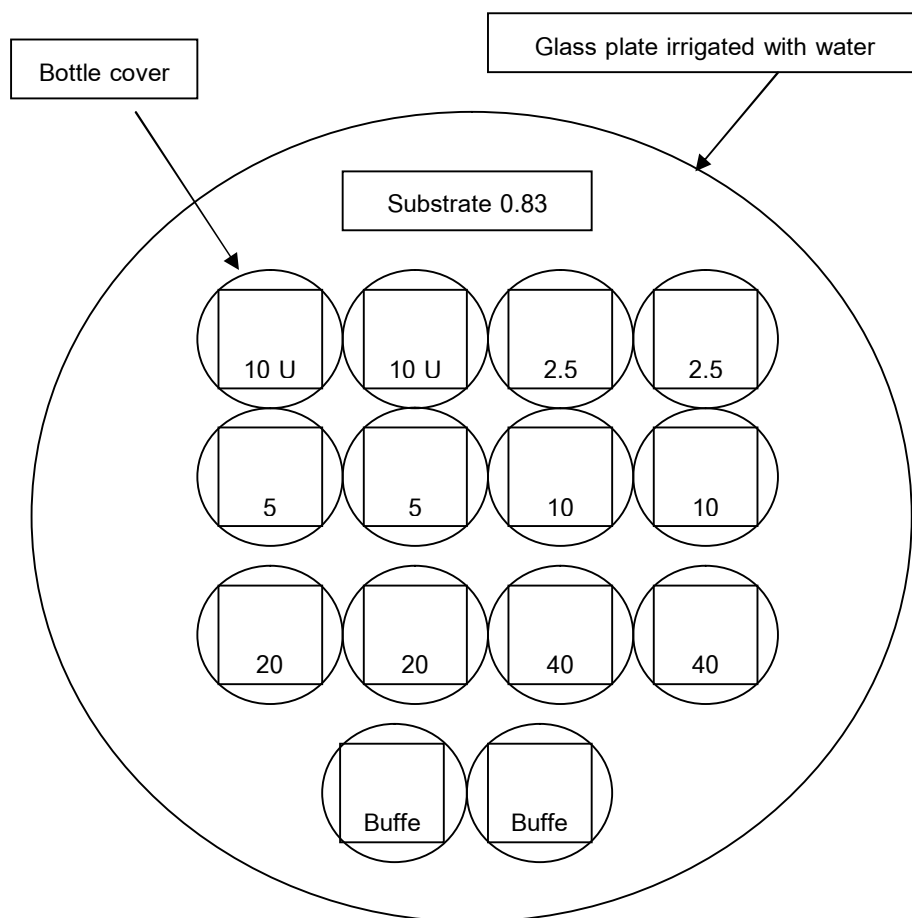 Glass plate irrigated with water
Bottle cover
Substrate 0.83
10 U 10 U 2.5 2.5
5 5 10 10
20 20 40 40
Buffe Buffe